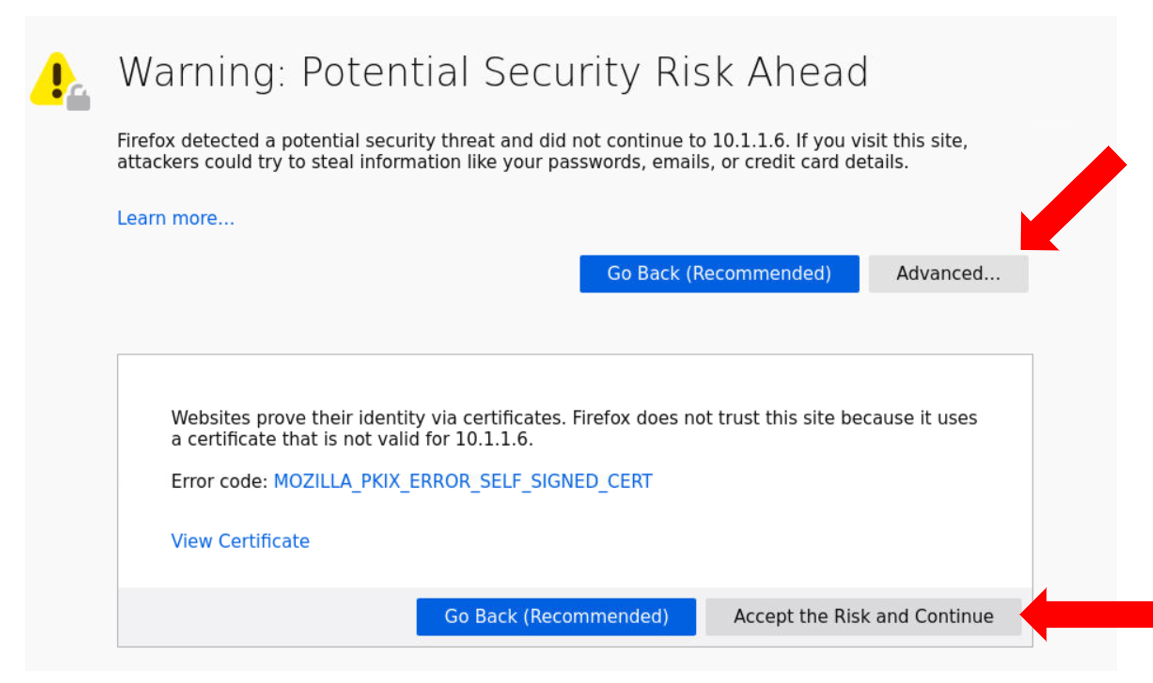 Warning: Potential Security Risk Ahead
Firefox detected a potential security threat and did not continue to 10.1.1.6. If you visit this site,
attackers could try to steal information like your passwords, emails, or credit card details.
Learn more…
Go Back (Recommended) Advanced…
Websites prove their identity via certificates. Firefox does not trust this site because it uses
a certificate that is not valid for 10.1.1.6.
Error code: MOZILLA_PKIX_ERROR_SELF_SIGNED_CERT
View Certificate
Go Back (Recommended) Accept the Risk and Continue